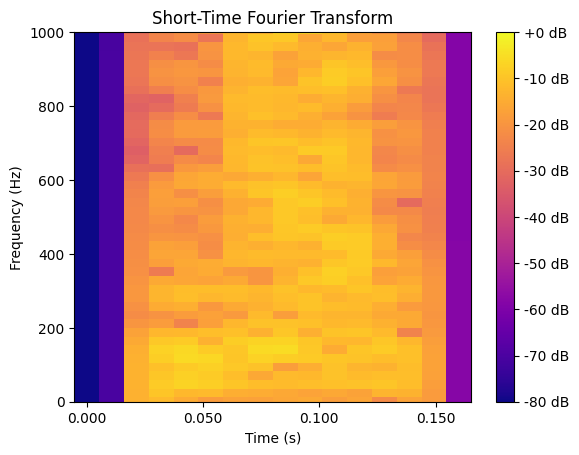 Short-Time Fourier Transform
Frequency (Hz)
1000
800
600
400
200
0
0.000
0.050
0.100
0.150
Time (s)
+0 dB
-10 dB
-20 dB
-30 dB
-40 dB
-50 dB
-60 dB
-70 dB
-80 dB